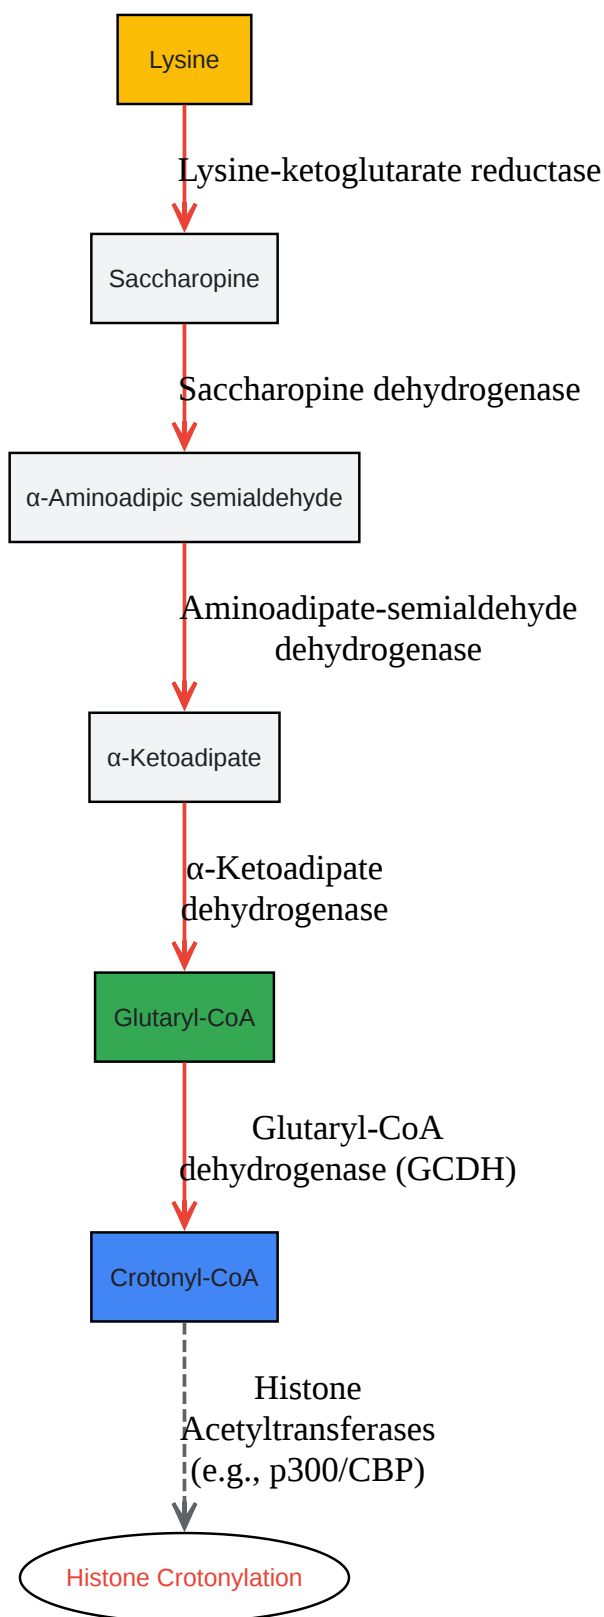 Lysine
Lysine-ketoglutarate reductase
Saccharopine
Saccharopine dehydrogenase
α-Aminoadipic semialdehyde
Aminoadipate-semialdehyde
dehydrogenase
α-Ketoadipate
α-Ketoadipate
dehydrogenase
Glutaryl-CoA
Glutaryl-CoA
dehydrogenase (GCDH)
Crotonyl-CoA
Histone
Acetyltransferases
(e.g., p300/CBP)
Histone Crotonylation